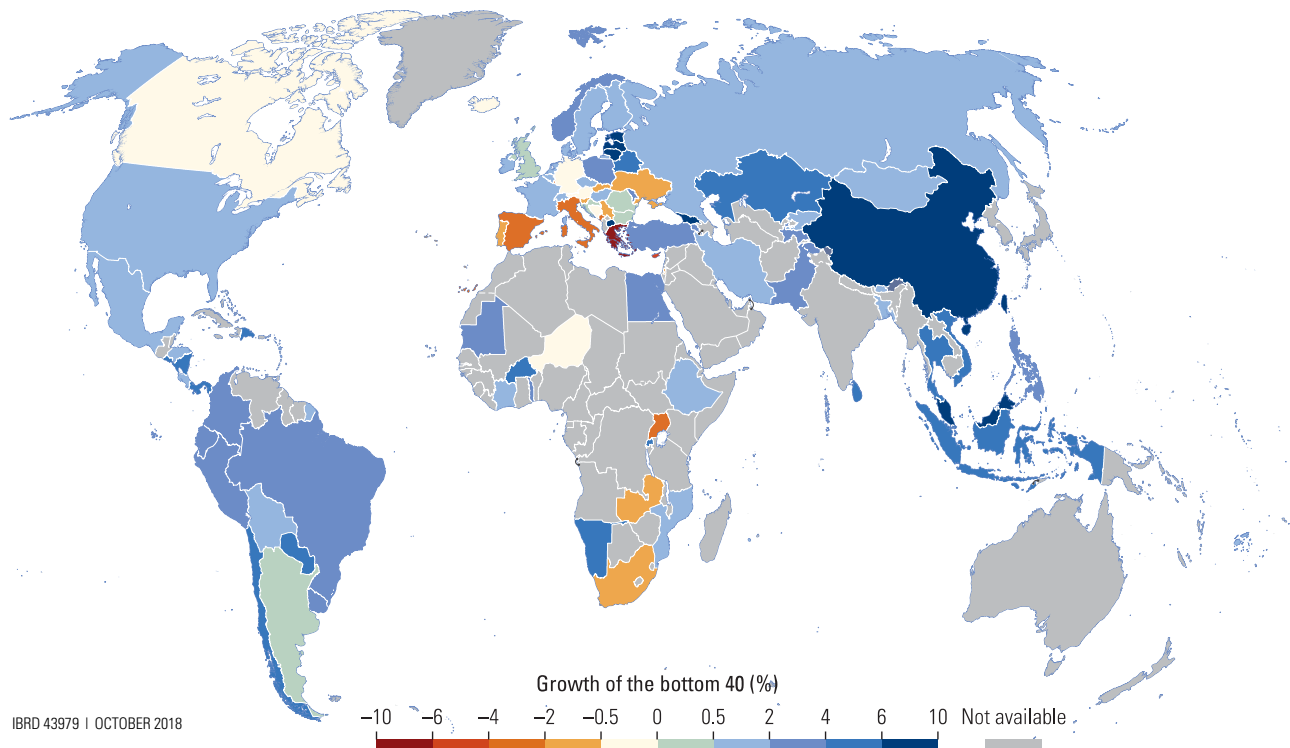 Growth of the bottom 40 (%)
IBRD 43979 | OCTOBER 2018
−10 −6 −4 −2 −0.5 0 0.5 2 4 6 10 Not available